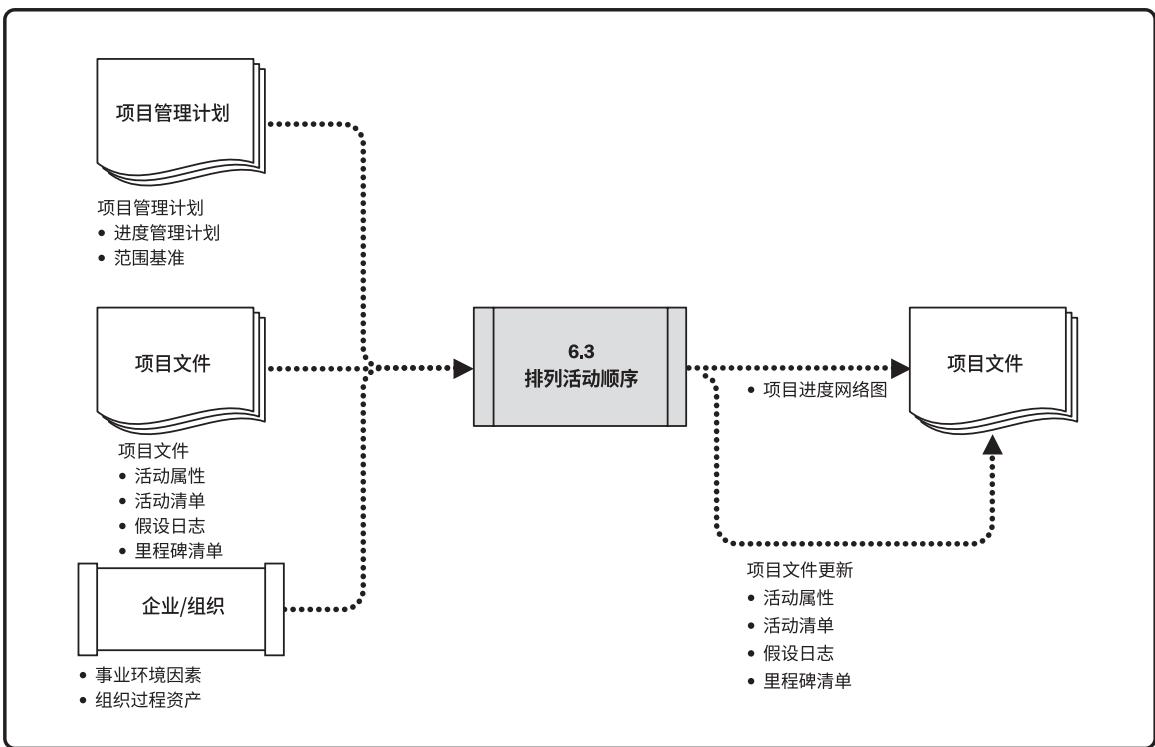 项目管理计划
项目管理计划
• 进度管理计划
• 范围基准
项目文件
项目文件
• 活动属性
• 活动清单
• 假设日志
• 里程碑清单
企业/组织
• 事业环境因素
• 组织过程资产
6.3
排列活动顺序
• 项目进度网络图
项目文件
项目文件更新
• 活动属性
• 活动清单
• 假设日志
• 里程碑清单